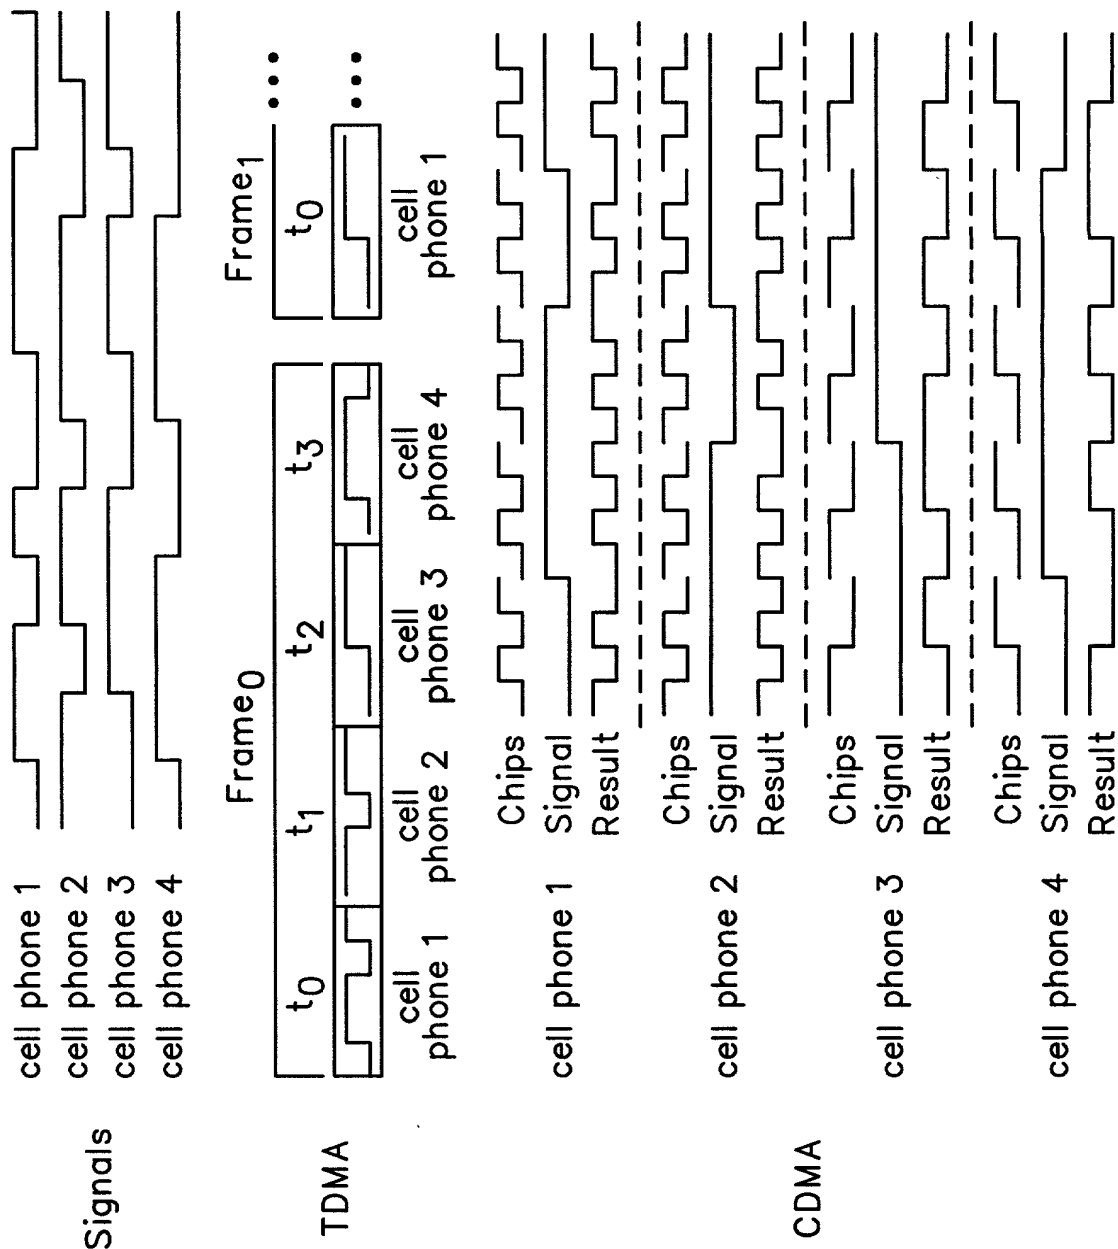 Signals
cell phone 1
cell phone 2
cell phone 3
cell phone 4
TDMA
Frame0 Frame1
t0 t1 t2 t3 t0
cell phone 1
cell phone 2
cell phone 3
cell phone 4
cell phone 1
CDMA
cell phone 1
Chips
Signal
Result
cell phone 2
Chips
Signal
Result
cell phone 3
Chips
Signal
Result
cell phone 4
Chips
Signal
Result